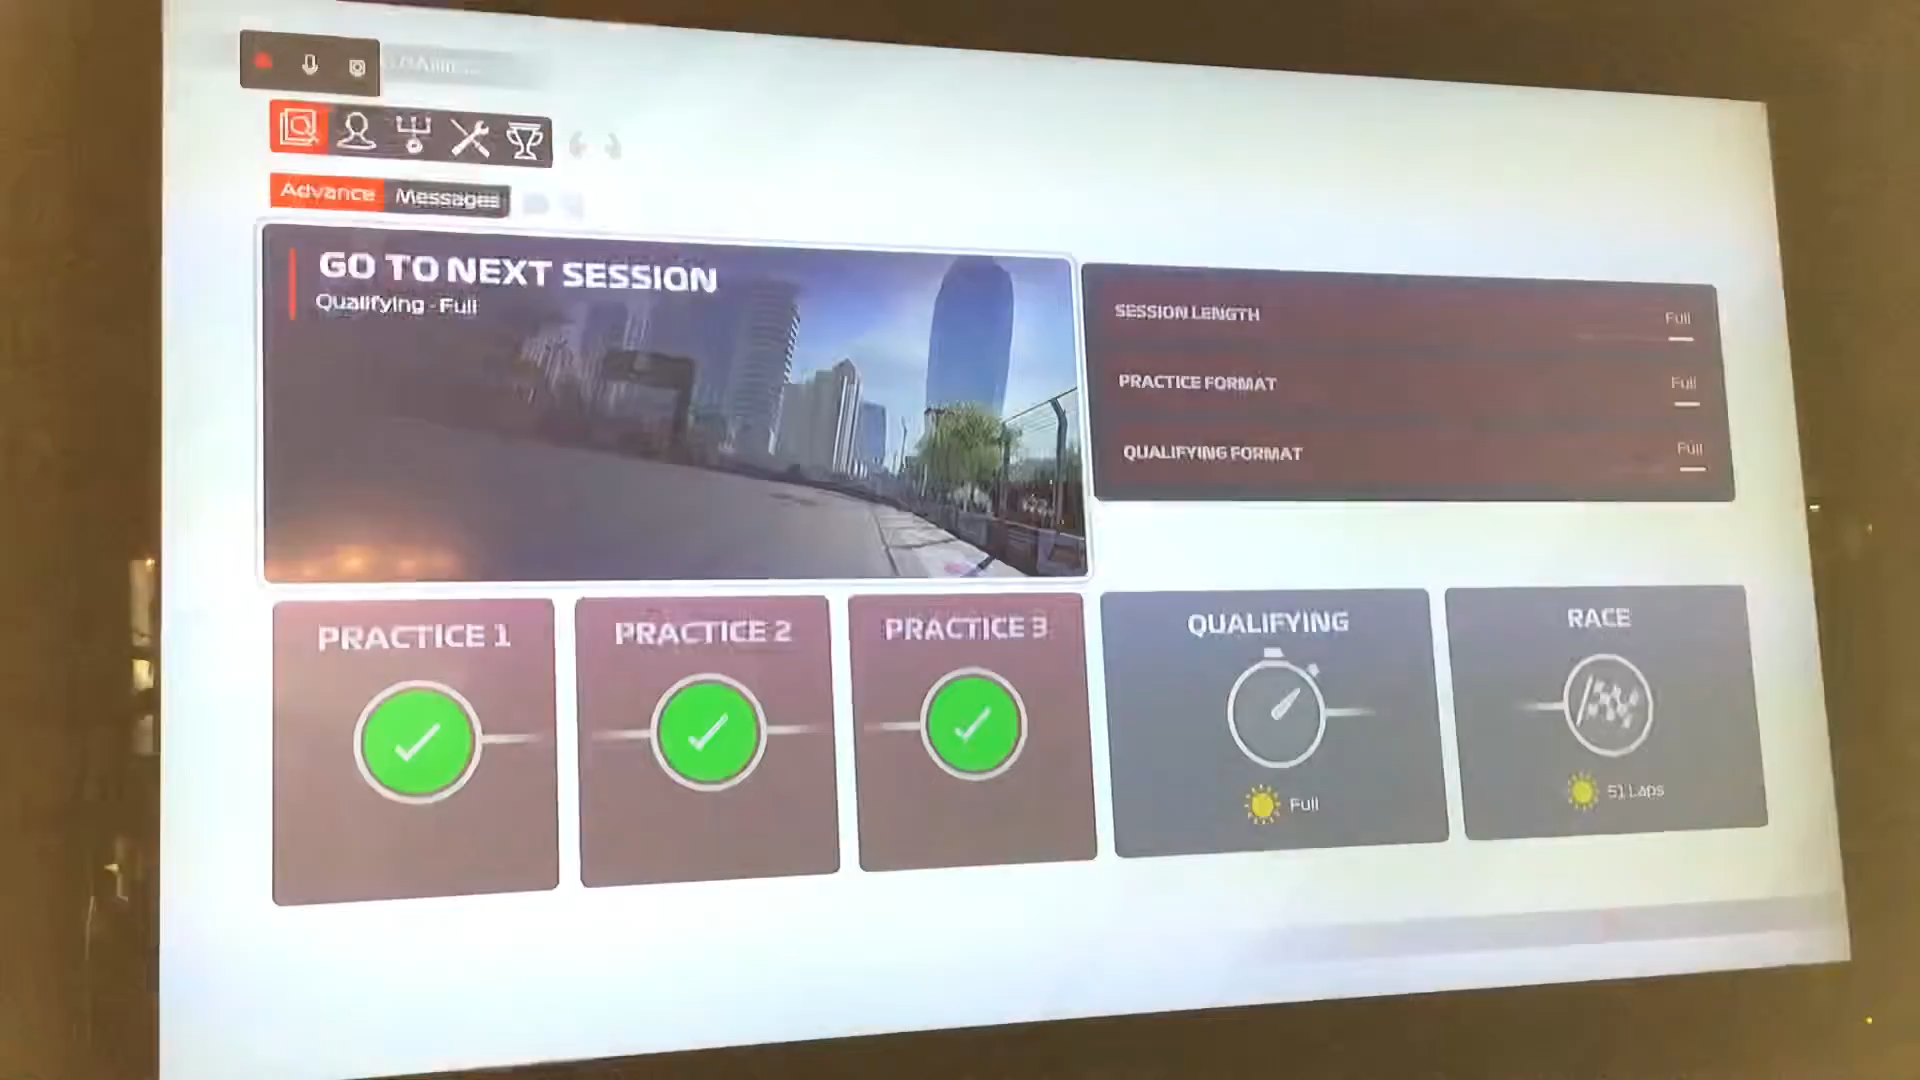 Advance Messages
GO TO NEXT SESSION
Qualifying - Full
SESSION LENGTH Full
PRACTICE FORMAT Full
QUALIFYING FORMAT Full
PRACTICE 1
PRACTICE 2
PRACTICE 3
QUALIFYING
Full
RACE
51 Laps